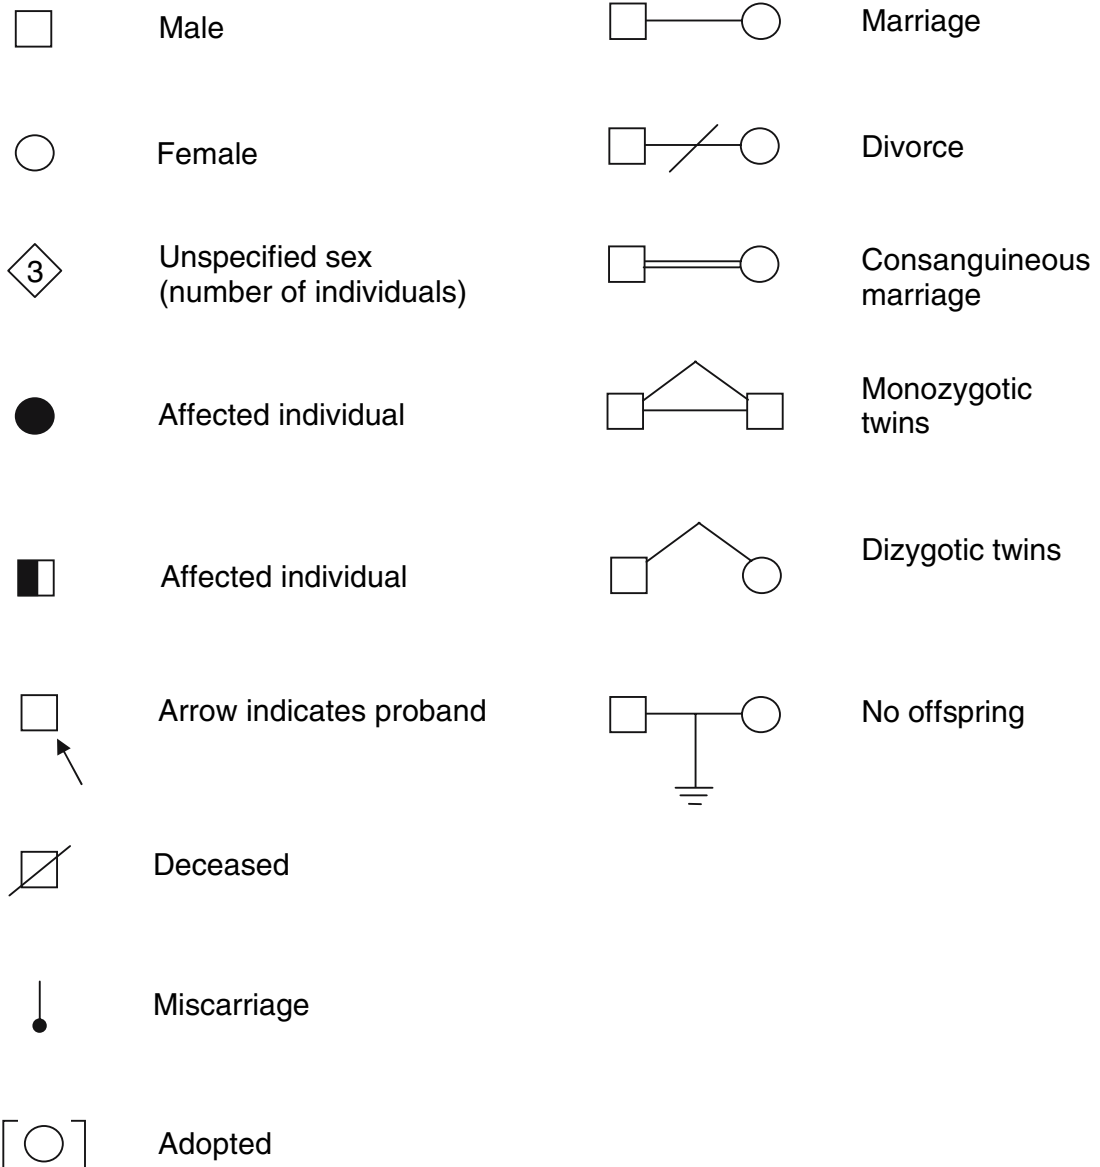 Male
Female
3
Unspecified sex
(number of individuals)
Affected individual
Affected individual
Arrow indicates proband
Deceased
Miscarriage
Adopted
Marriage
Divorce
Consanguineous
marriage
Monozygotic
twins
Dizygotic twins
No offspring